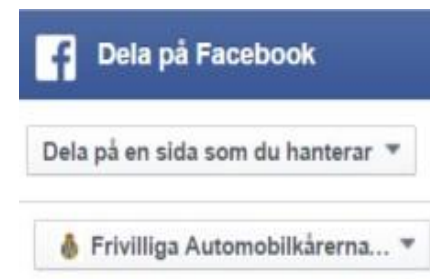 Dela på Facebook
Dela på en sida som du hanterar
Frivilliga Automobilkårerna...